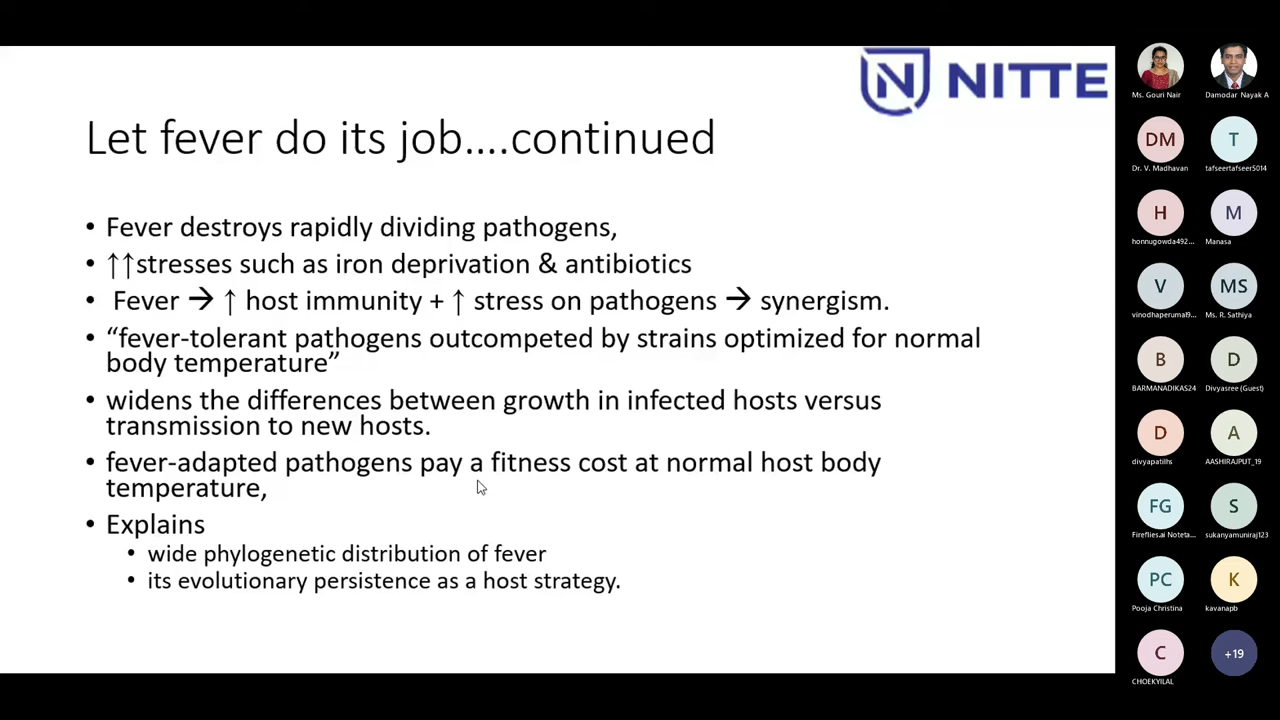 NITTE
Let fever do its job....continued
• Fever destroys rapidly dividing pathogens,
• ↑↑stresses such as iron deprivation & antibiotics
• Fever → ↑ host immunity + ↑ stress on pathogens → synergism.
• “fever-tolerant pathogens outcompeted by strains optimized for normal
body temperature”
• widens the differences between growth in infected hosts versus
transmission to new hosts.
• fever-adapted pathogens pay a fitness cost at normal host body
temperature,
• Explains
• wide phylogenetic distribution of fever
• its evolutionary persistence as a host strategy.
Ms. Gouri Nair
Damodar Nayak A
DM
Dr. V. Madhavan
T
tafseertafseer5014
H
honnugowda492...
M
Manasa
V
vinodhaperumal9...
MS
Ms. R. Sathiya
B
BARMANADIKAS24
D
Divyasree (Guest)
D
divyapatilhs
A
AASHIRAJPUT_19
FG
Fireflies.ai Noteta...
S
sukanyamuniraj123
PC
Pooja Christina
K
kavanapb
C
CHOEKYILAL
+19